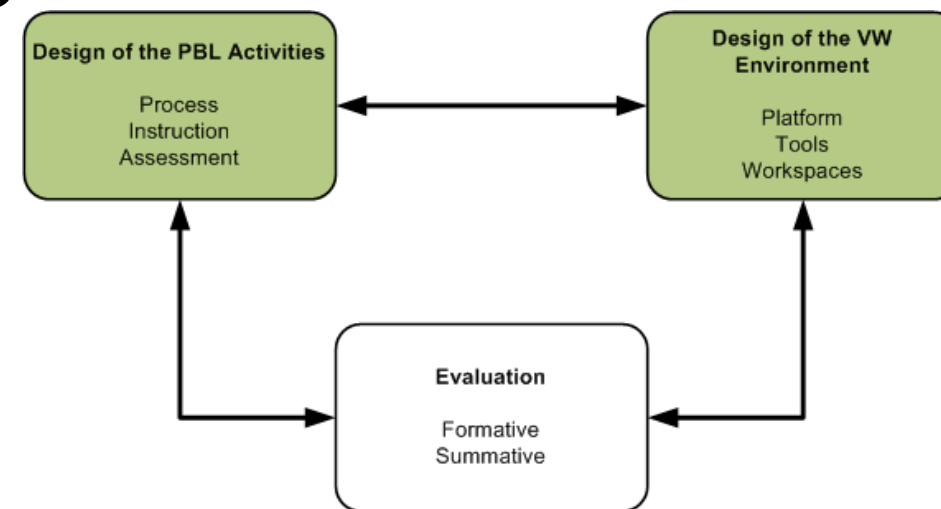 Design of the PBL Activities
Process
Instruction
Assessment
Design of the VW
Environment
Platform
Tools
Workspaces
Evaluation
Formative
Summative